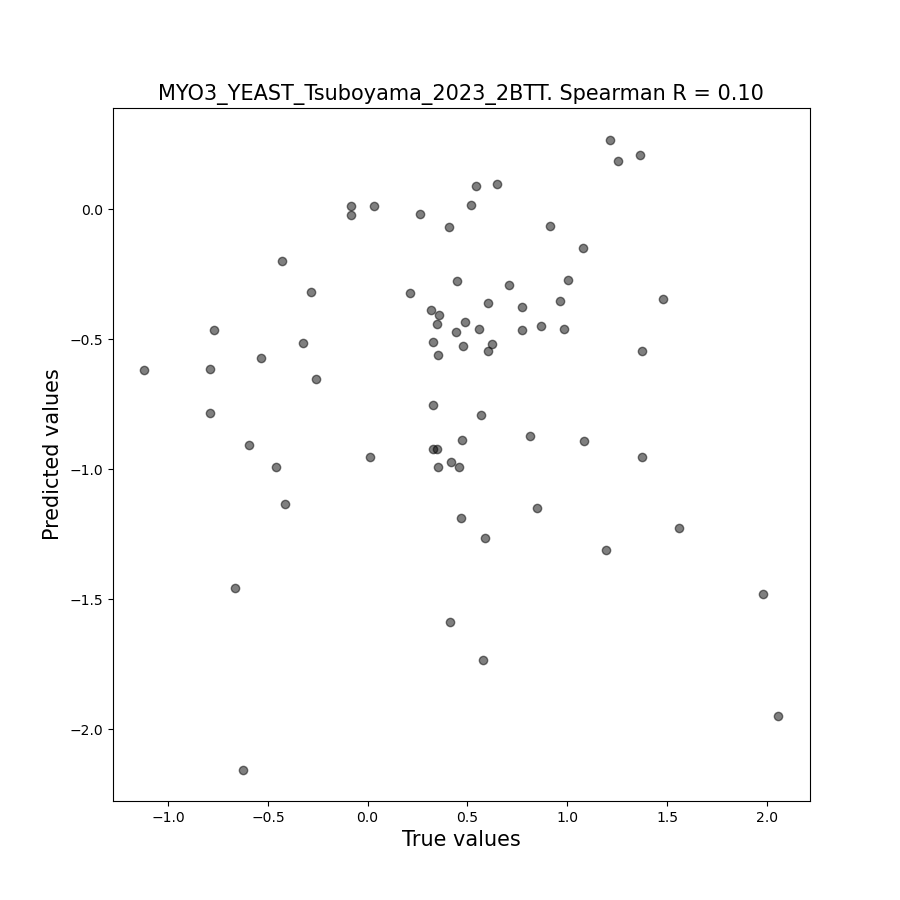 MYO3_YEAST_Tsuboyama_2023_2BTT. Spearman R = 0.10
0.0
−0.5
−1.0
−1.5
−2.0
Predicted values
−1.0 −0.5 0.0 0.5 1.0 1.5 2.0
True values